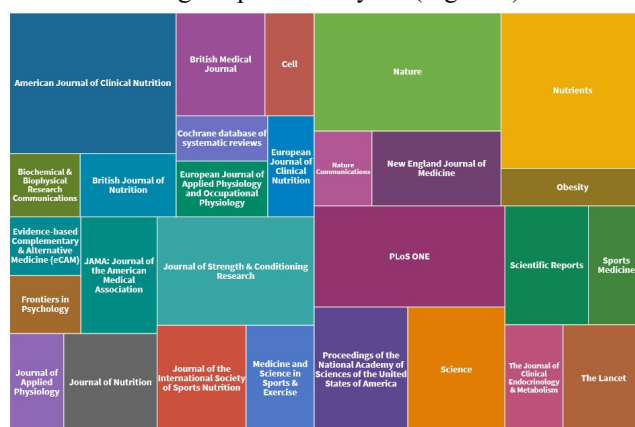 American Journal of Clinical Nutrition
British Medical
Journal
Cell
Nature
Nutrients
Cochrane database of
systematic reviews
European
Journal of
Clinical
Nutrition
Nature
Communications
New England Journal of
Medicine
Biochemical &
Biophysical
Research
Communications
British Journal of
Nutrition
European Journal of
Applied Physiology
and Occupational
Physiology
Obesity
Evidence-based
Complementary
& Alternative
Medicine (eCAM)
JAMA: Journal of
the American
Medical
Association
Journal of Strength & Conditioning
Research
PLoS ONE
Scientific Reports
Sports
Medicine
Frontiers in
Psychology
Journal of
Applied
Physiology
Journal of Nutrition
Journal of the
International Society
of Sports Nutrition
Medicine and
Science in
Sports &
Exercise
Proceedings of the
National Academy of
Sciences of the United
States of America
Science
The Journal of
Clinical
Endocrinology
& Metabolism
The Lancet